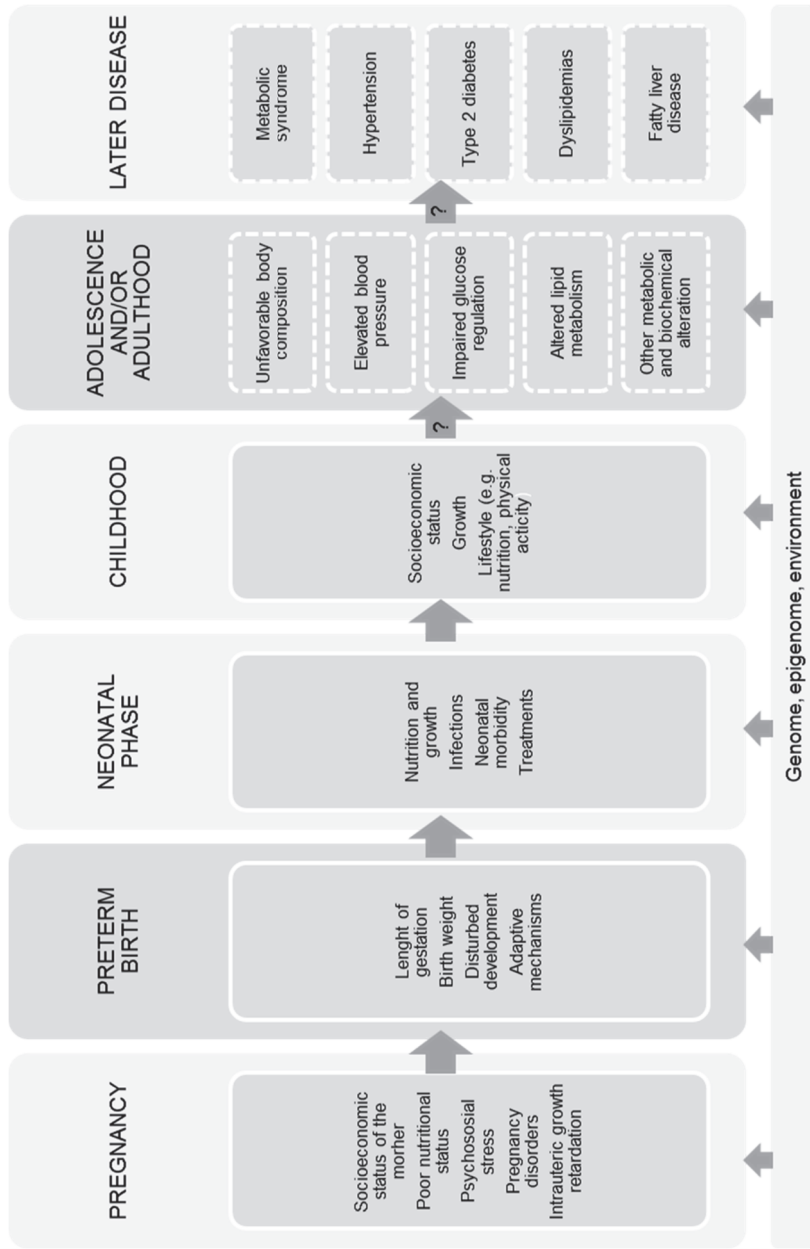 PREGNANCY
Socioeconomic
status of the
morher
Poor nutritional
status
Psychososial
stress
Pregnancy
disorders
Intrauteric growth
retardation
PRETERM
BIRTH
Lenght of
gestation
Birth weight
Disturbed
development
Adaptive
mechanisms
NEONATAL
PHASE
Nutrition and
growth
Infections
Neonatal
morbidity
Treatments
CHILDHOOD
Socioeconomic
status
Growth
Lifestyle (e.g.
nutrition, physical
acticity)
?
ADOLESCENCE
AND/OR
ADULTHOOD
Unfavorable body
composition
Elevated blood
pressure
Impaired glucose
regulation
Altered lipid
metabolism
Other metabolic
and biochemical
alteration
?
LATER DISEASE
Metabolic
syndrome
Hypertension
Type 2 diabetes
Dyslipidemias
Fatty liver
disease
Genome, epigenome, environment